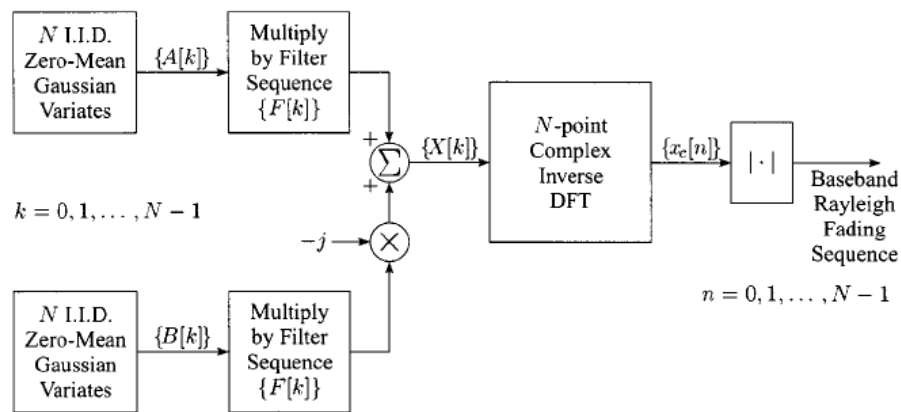 N I.I.D.
Zero-Mean
Gaussian
Variates
{A[k]}
Multiply
by Filter
Sequence
{F[k]}
+
+
∑
{X[k]}
N-point
Complex
Inverse
DFT
{x_c[n]}
| · |
Baseband
Rayleigh
Fading
Sequence
k = 0, 1, . . . , N − 1
−j
×
n = 0, 1, . . . , N − 1
N I.I.D.
Zero-Mean
Gaussian
Variates
{B[k]}
Multiply
by Filter
Sequence
{F[k]}